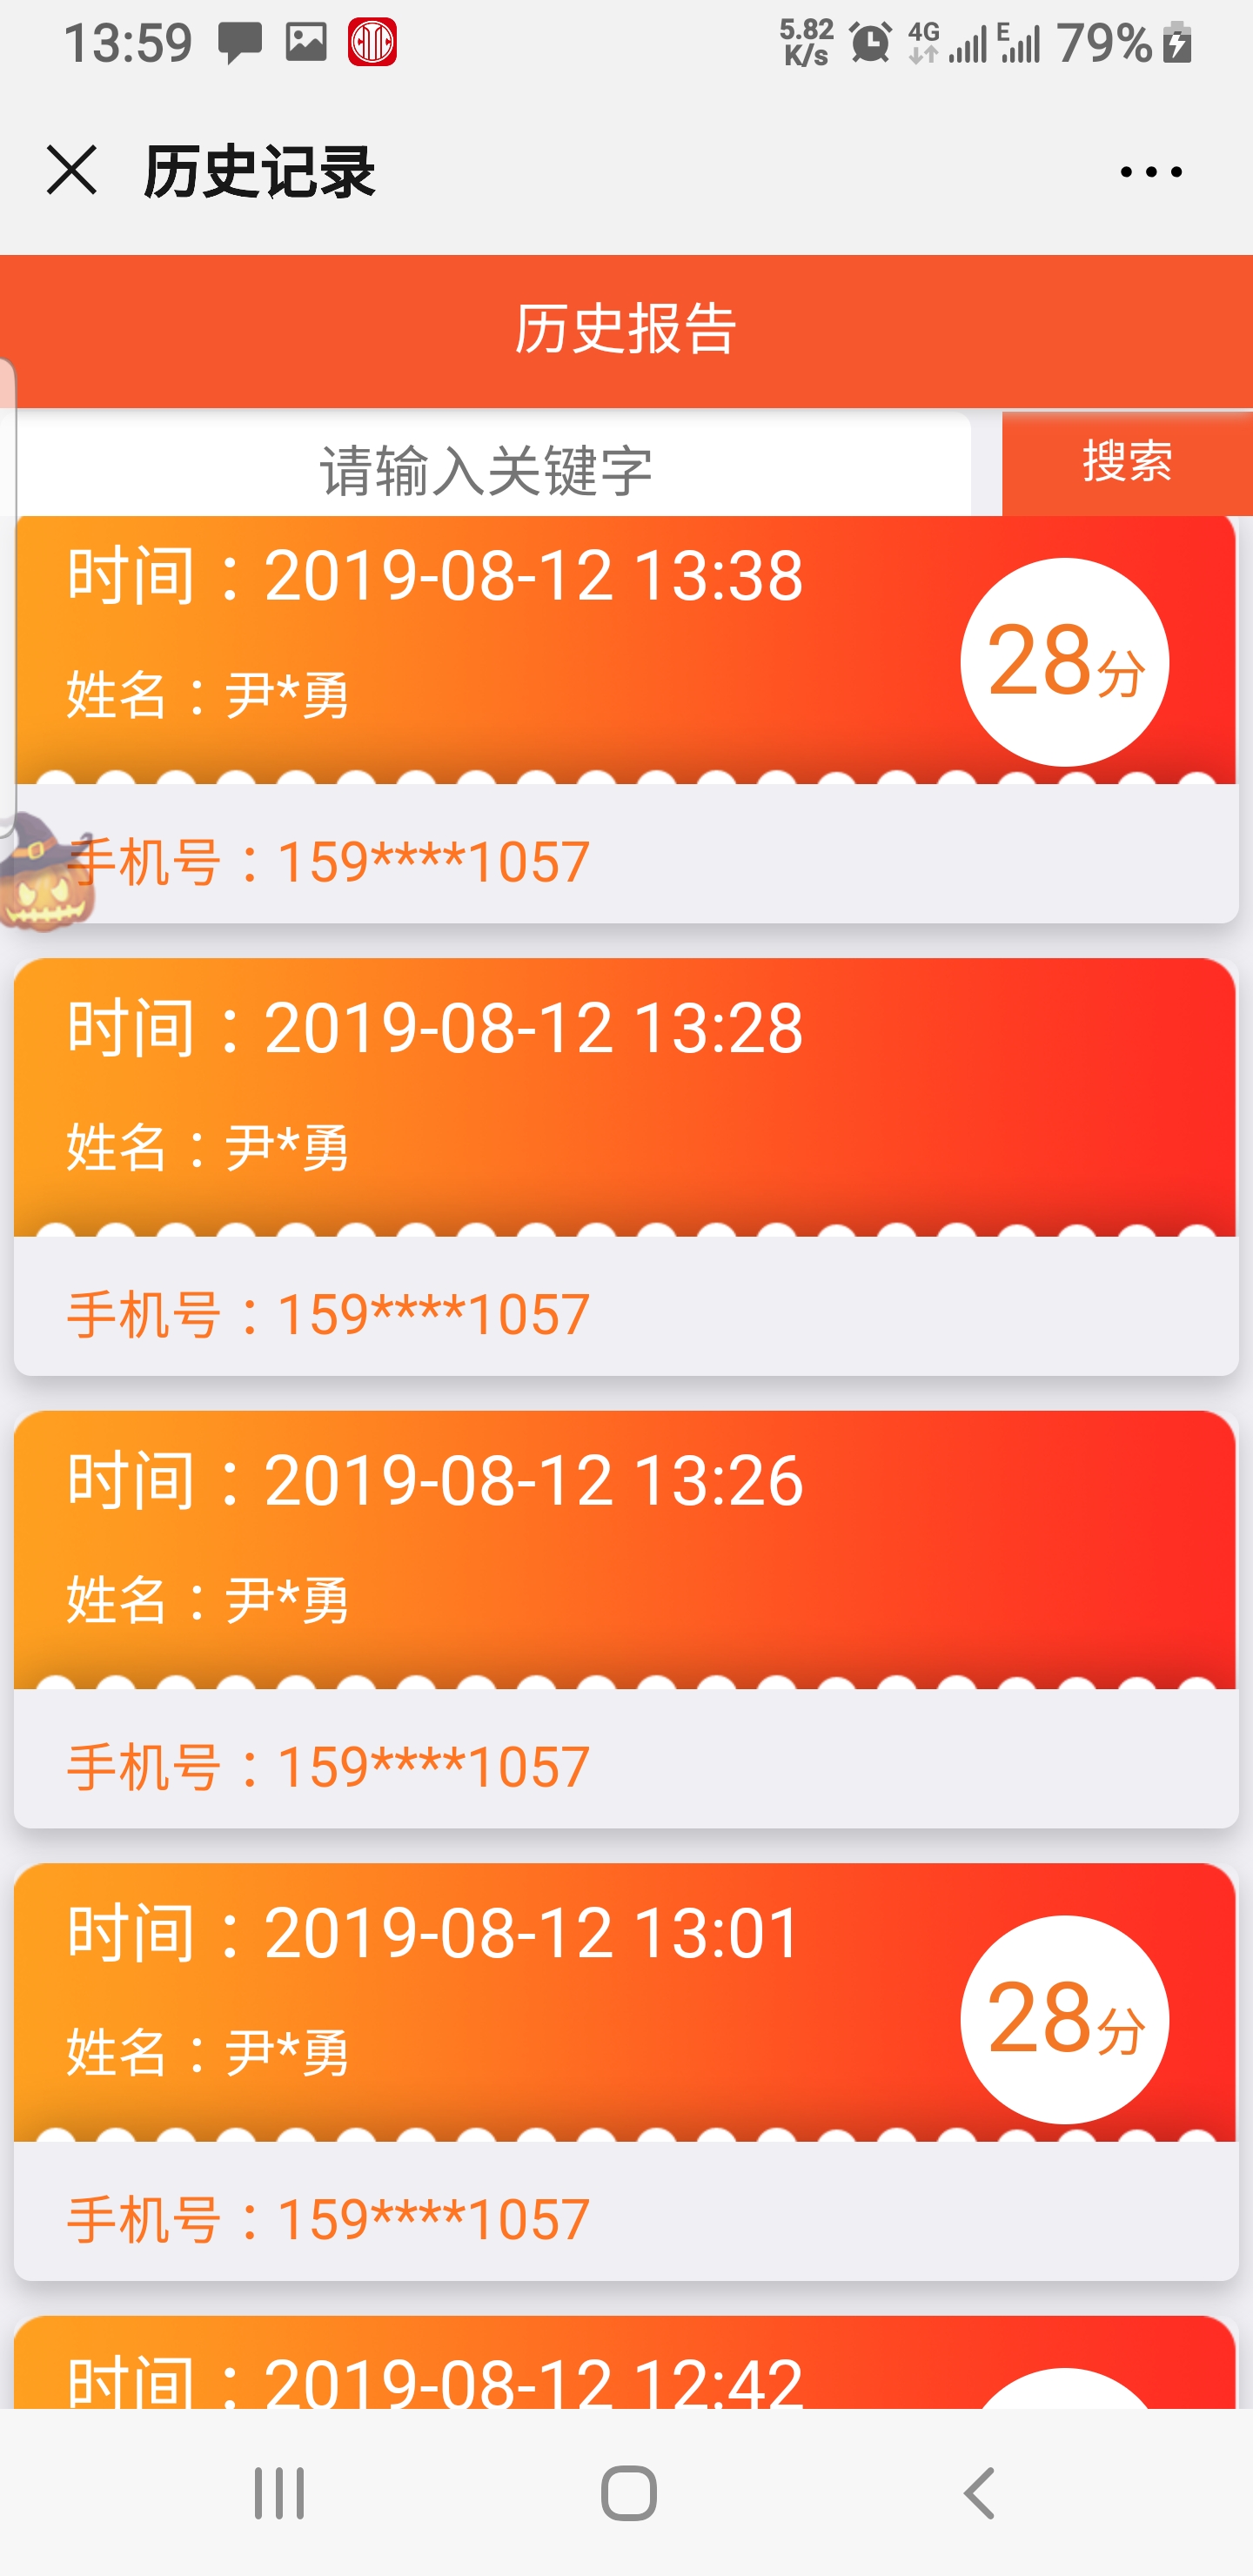 13:59
5.82 K/s 4G E 79%
历史记录
历史报告
请输入关键字
搜索
时间：2019-08-12 13:38
28分
姓名：尹*勇
手机号：159****1057
时间：2019-08-12 13:28
姓名：尹*勇
手机号：159****1057
时间：2019-08-12 13:26
姓名：尹*勇
手机号：159****1057
时间：2019-08-12 13:01
28分
姓名：尹*勇
手机号：159****1057
时间：2019-08-12 12:42